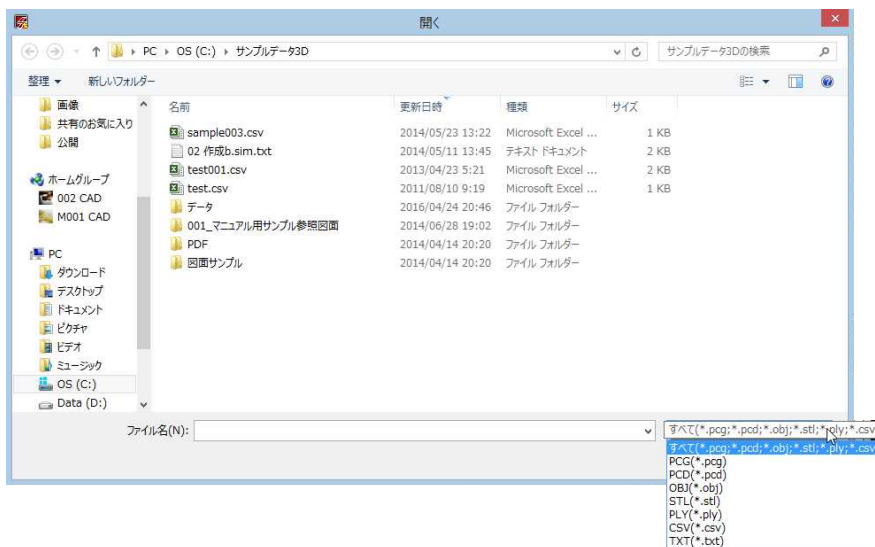 開く
PC OS (C:) サンプルデータ3D
サンプルデータ3Dの検索
整理 新しいフォルダー
画像
共有のお気に入り
公開
ホームグループ
002 CAD
M001 CAD
PC
ダウンロード
デスクトップ
ドキュメント
ピクチャ
ビデオ
ミュージック
OS (C:)
Data (D:)
名前 更新日時 種類 サイズ
sample003.csv 2014/05/23 13:22 Microsoft Excel ... 1 KB
02 作成b.sim.txt 2014/05/11 13:45 テキスト ドキュメント 2 KB
test001.csv 2013/04/23 5:21 Microsoft Excel ... 2 KB
test.csv 2011/08/10 9:19 Microsoft Excel ... 1 KB
データ 2016/04/24 20:46 ファイル フォルダー
001_マニュアル用サンプル参照図面 2014/06/28 19:02 ファイル フォルダー
PDF 2014/04/14 20:20 ファイル フォルダー
図面サンプル 2014/04/14 20:20 ファイル フォルダー
ファイル名(N):
すべて(*.pcg;*.pcd;*.obj;*.stl;*.ply;*.csv
すべて(*.pcg;*.pcd;*.obj;*.stl;*.ply;*.csv
PCG(*.pcg)
PCD(*.pcd)
OBJ(*.obj)
STL(*.stl)
PLY(*.ply)
CSV(*.csv)
TXT(*.txt)